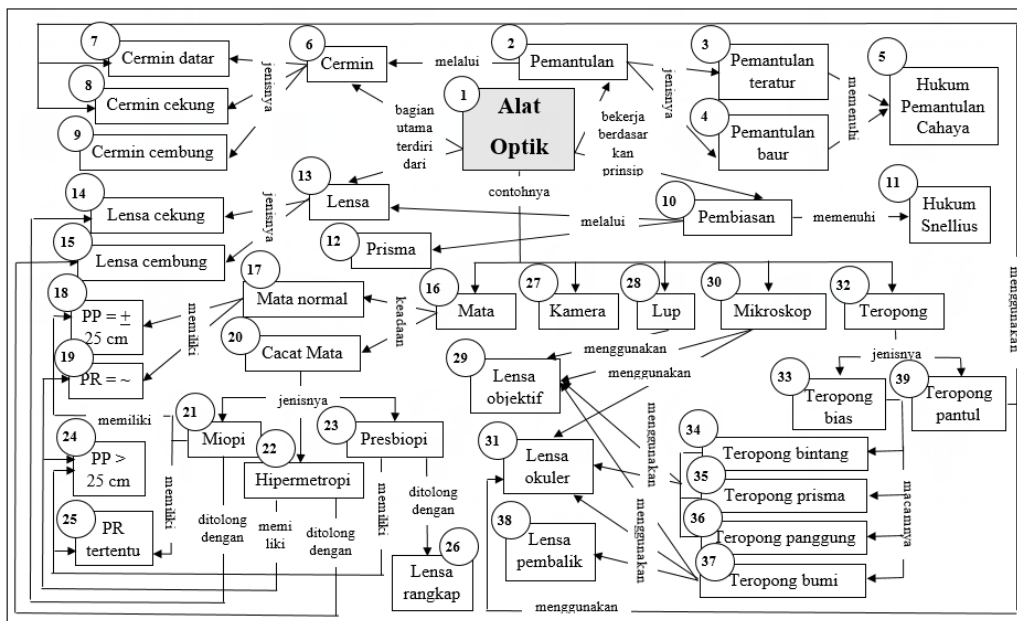 7
Cermin datar
8
Cermin cekung
9
Cermin cembung
jenisnya
6
Cermin
melalui
2
Pemantulan
jenisnya
3
Pemantulan
teratur
4
Pemantulan
baur
memenuhi
5
Hukum
Pemantulan
Cahaya
1
Alat
Optik
bagian
utama
terdiri
dari
bekerja
berdasar
kan
prinsip
contohnya
13
Lensa
jenisnya
14
Lensa cekung
15
Lensa cembung
12
Prisma
melalui
10
Pembiasan
memenuhi
11
Hukum
Snellius
menggunakan
16
Mata
27
Kamera
28
Lup
30
Mikroskop
32
Teropong
keadaan
17
Mata normal
memiliki
18
PP = ±
25 cm
19
PR = ~
20
Cacat Mata
jenisnya
21
Miopi
22
Hipermetropi
23
Presbiopi
memiliki
24
PP >
25 cm
25
PR
tertentu
memiliki
ditolong
dengan
memi
liki
ditolong
dengan
memiliki
ditolong
dengan
26
Lensa
rangkap
29
Lensa
objektif
menggunakan
menggunakan
31
Lensa
okuler
38
Lensa
pembalik
menggunakan
menggunakan
jenisnya
33
Teropong
bias
39
Teropong
pantul
34
Teropong bintang
35
Teropong prisma
36
Teropong panggung
37
Teropong bumi
macamnya
menggunakan